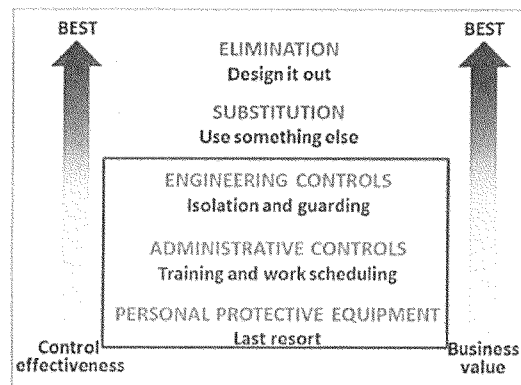 BEST
BEST
ELIMINATION
Design it out
SUBSTITUTION
Use something else
ENGINEERING CONTROLS
Isolation and guarding
ADMINISTRATIVE CONTROLS
Training and work scheduling
PERSONAL PROTECTIVE EQUIPMENT
Last resort
Control
effectiveness
Business
value